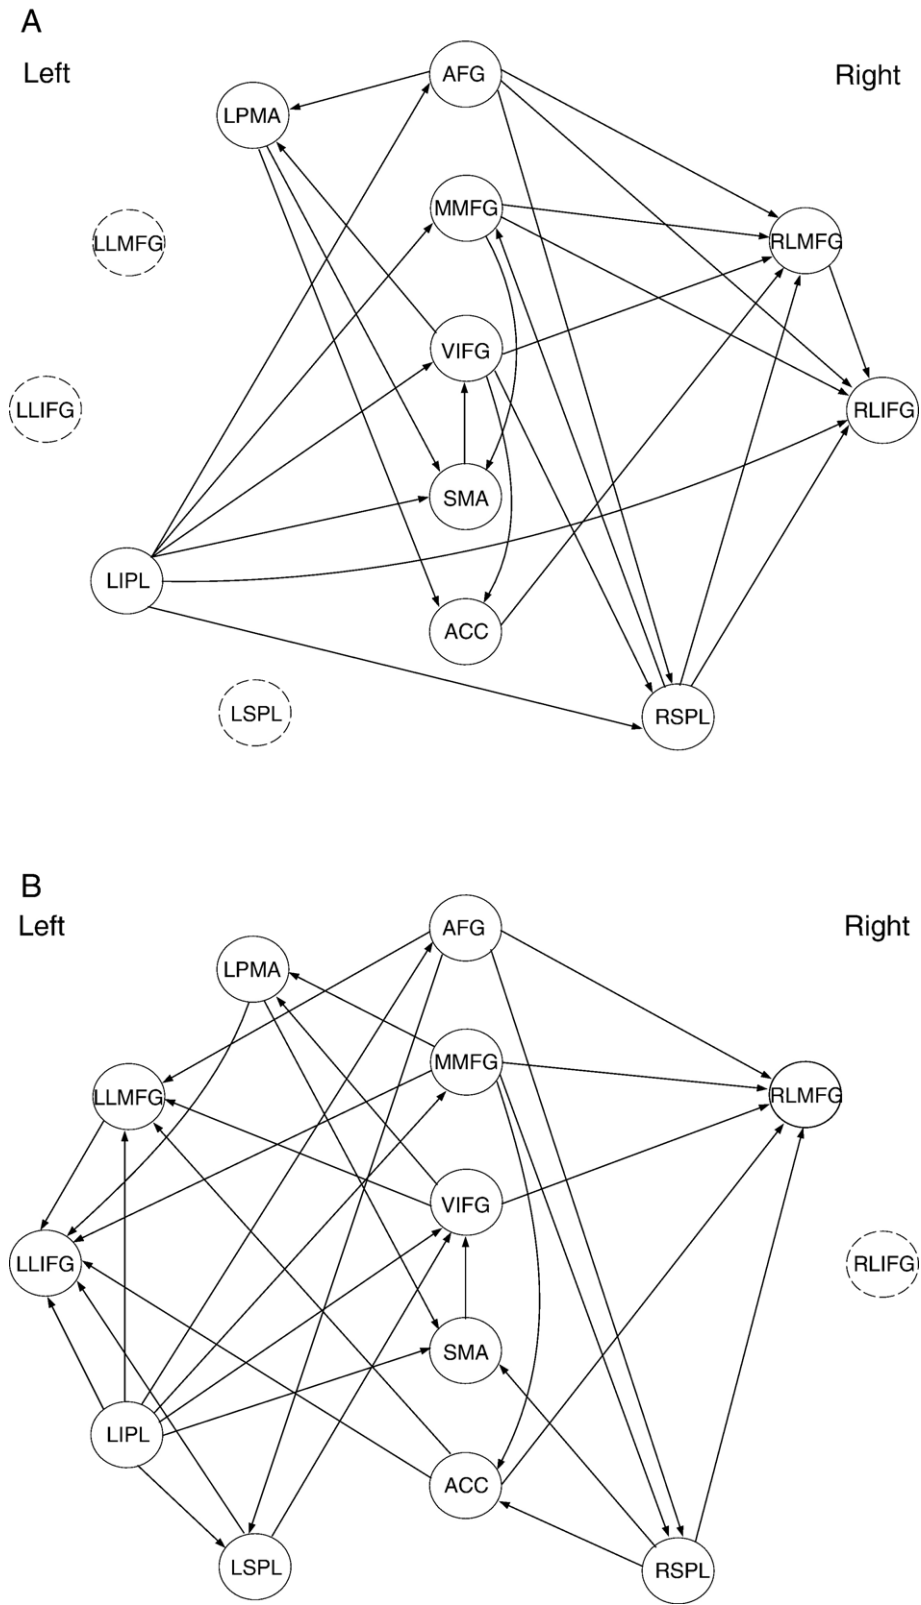 A
Left
Right
AFG
LPMA
MMFG
LLMFG
RLMFG
VIFG
LLIFG
RLIFG
SMA
LIPL
ACC
LSPL
RSPL
B
Left
Right
AFG
LPMA
MMFG
LLMFG
RLMFG
VIFG
LLIFG
RLIFG
SMA
LIPL
ACC
LSPL
RSPL